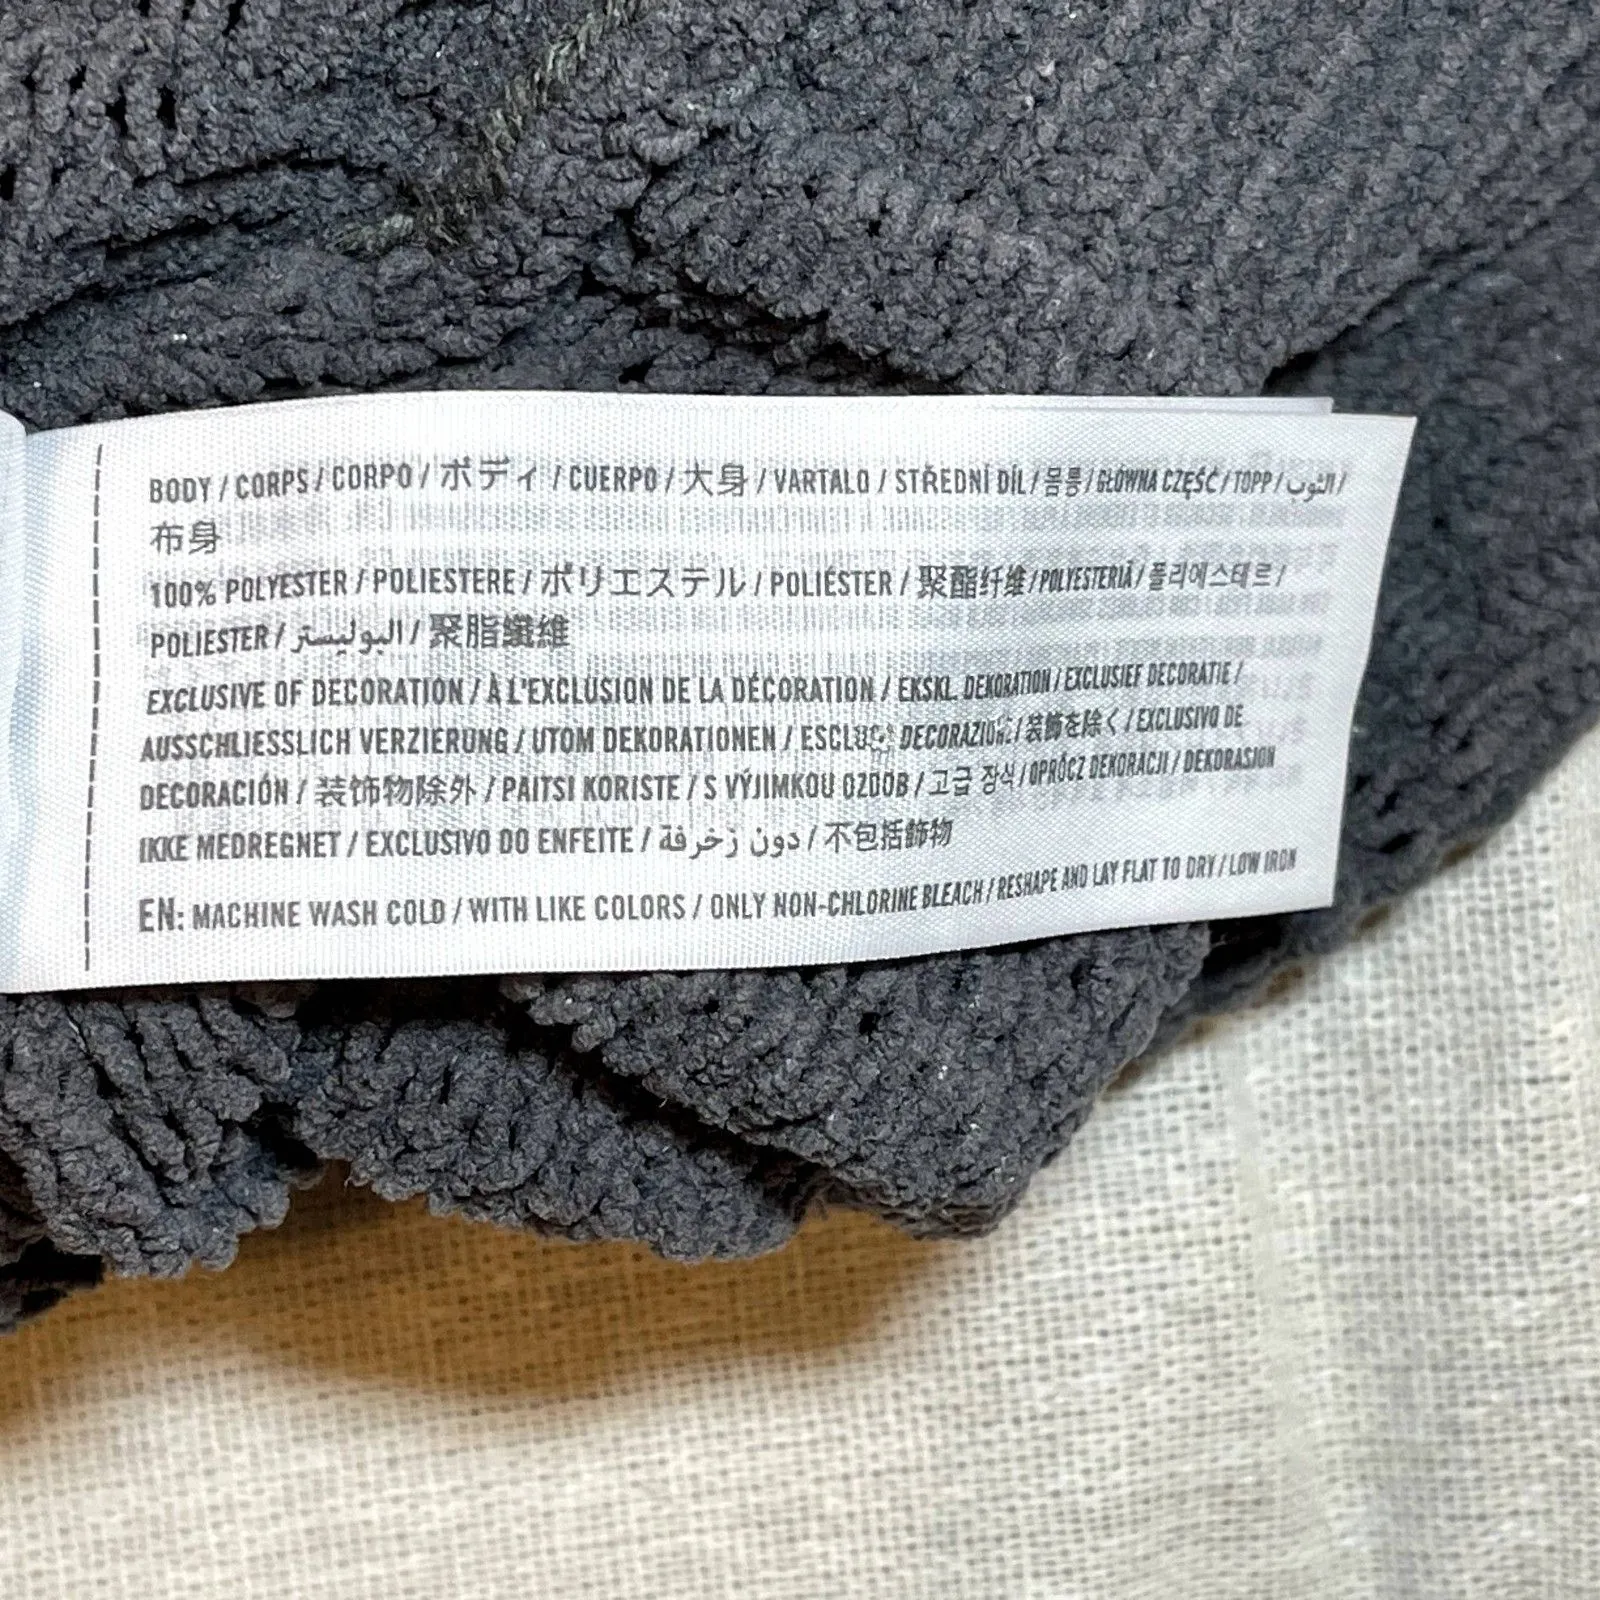 BODY / CORPS / CORPO / ボディ / CUERPO / 大身 / VARTALO / STŘEDNÍ DÍL / 몸통 / GŁÓWNA CZĘŚĆ / TOPP / الثوب /
布身
100% POLYESTER / POLIESTERE / ポリエステル / POLIÉSTER / 聚酯纤维 / POLYESTERIÄ / 폴리에스테르 /
POLIESTER / البوليستر / 聚脂纖維
EXCLUSIVE OF DECORATION / À L'EXCLUSION DE LA DÉCORATION / EKSKL. DEKORATION / EXCLUSIEF DECORATIE /
AUSSCHLIESSLICH VERZIERUNG / UTOM DEKORATIONEN / DECORAZIONE / 装飾を除く / EXCLUSIVO DE
DECORACIÓN / 装饰物除外 / PAITSI KORISTE / S VÝJIMKOU OZDOB / 고급 장식 / OPRÓCZ DEKORACJI / DEKORASION
IKKE MEDREGNET / EXCLUSIVO DO ENFEITE / دون زخرفة / 不包括飾物
EN: MACHINE WASH COLD / WITH LIKE COLORS / ONLY NON-CHLORINE BLEACH / RESHAPE AND LAY FLAT TO DRY / LOW IRON